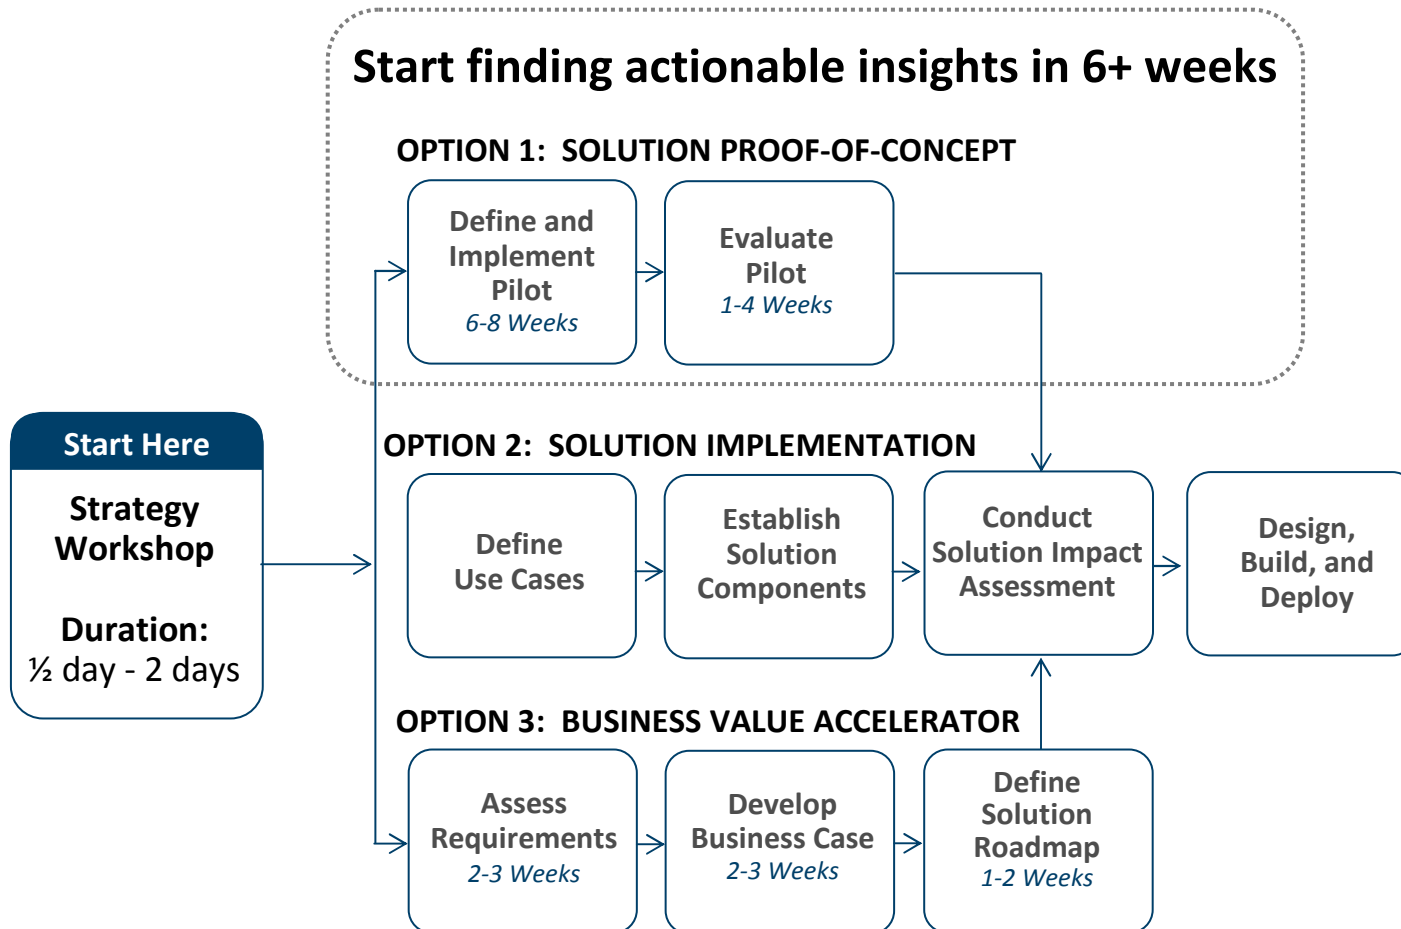 Start finding actionable insights in 6+ weeks
OPTION 1: SOLUTION PROOF-OF-CONCEPT
Define and
Implement
Pilot
6-8 Weeks
Evaluate
Pilot
1-4 Weeks
Start Here
Strategy
Workshop
Duration:
½ day - 2 days
OPTION 2: SOLUTION IMPLEMENTATION
Define
Use Cases
Establish
Solution
Components
Conduct
Solution Impact
Assessment
Design,
Build, and
Deploy
OPTION 3: BUSINESS VALUE ACCELERATOR
Assess
Requirements
2-3 Weeks
Develop
Business Case
2-3 Weeks
Define
Solution
Roadmap
1-2 Weeks